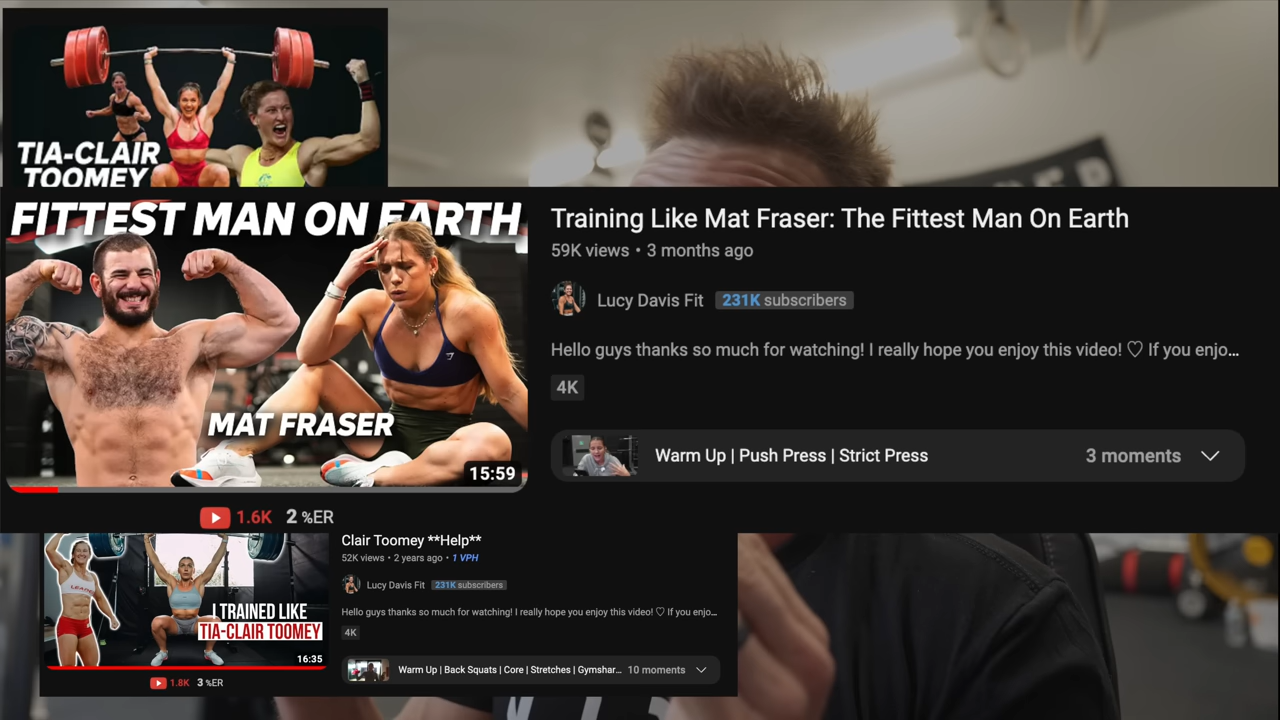 TIA-CLAIR
TOOMEY
FITTEST MAN ON EARTH
MAT FRASER
15:59
Training Like Mat Fraser: The Fittest Man On Earth
59K views • 3 months ago
Lucy Davis Fit 231K subscribers
Hello guys thanks so much for watching! I really hope you enjoy this video! ♡ If you enjo...
4K
Warm Up | Push Press | Strict Press 3 moments
1.6K 2 %ER
I TRAINED LIKE
TIA-CLAIR TOOMEY
16:35
Clair Toomey **Help**
52K views • 2 years ago • 1 VPH
Lucy Davis Fit 231K subscribers
Hello guys thanks so much for watching! I really hope you enjoy this video! ♡ If you enjo...
4K
Warm Up | Back Squats | Core | Stretches | Gymshar... 10 moments
1.8K 3 %ER